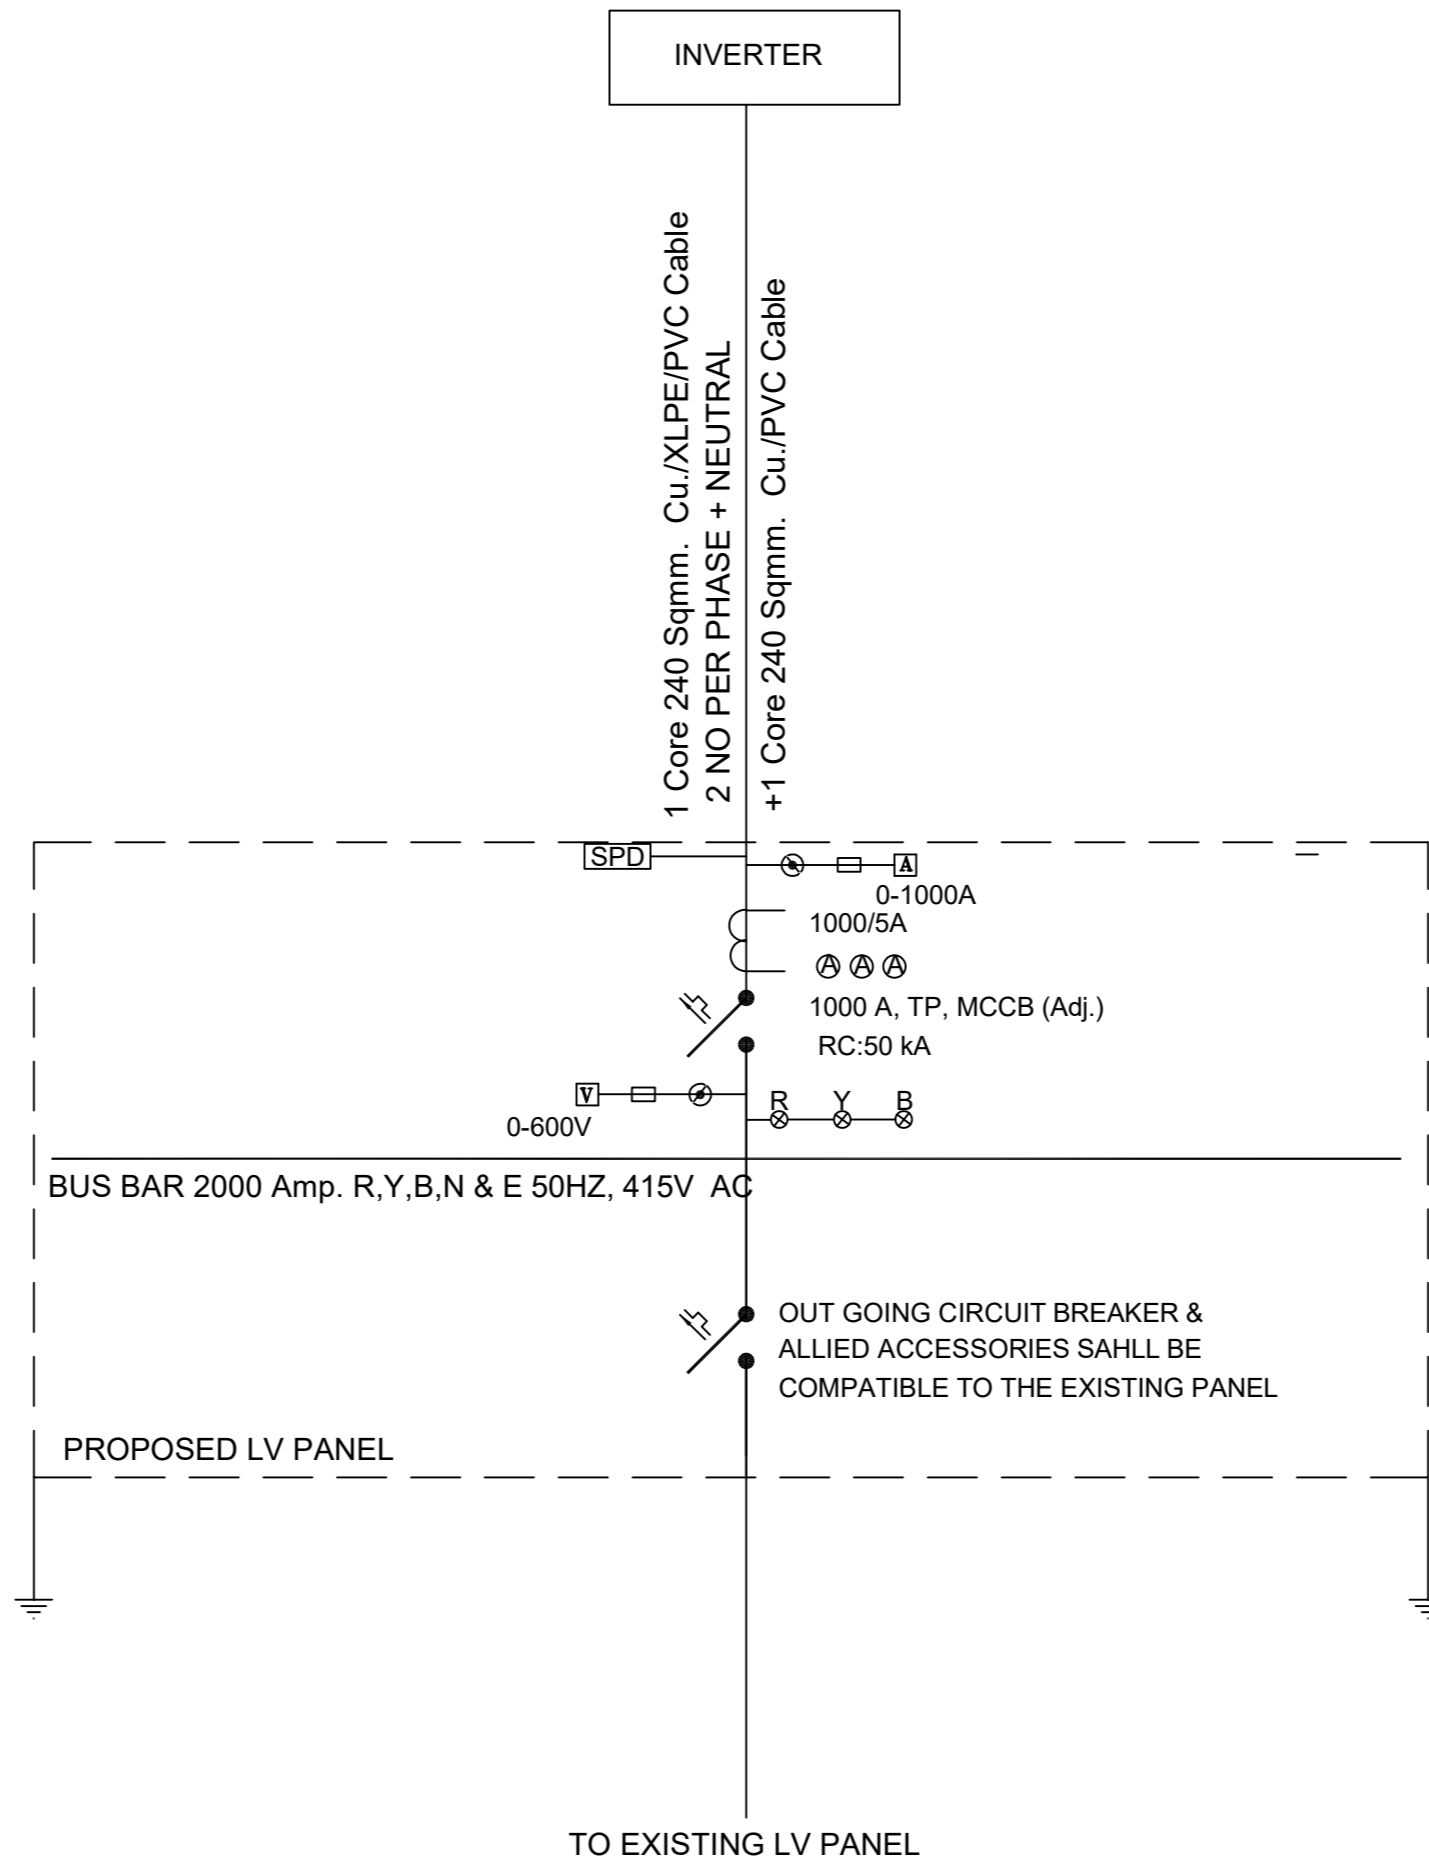 INVERTER
1 Core 240 Sqmm.  Cu./XLPE/PVC Cable
2 NO PER PHASE + NEUTRAL
+1 Core 240 Sqmm.  Cu./PVC Cable
SPD
A
0-1000A
1000/5A
A A A
1000 A, TP, MCCB (Adj.)
RC:50 kA
V
0-600V
R Y B
BUS BAR 2000 Amp. R,Y,B,N & E 50HZ, 415V  AC
OUT GOING CIRCUIT BREAKER &
ALLIED ACCESSORIES SAHLL BE
COMPATIBLE TO THE EXISTING PANEL
PROPOSED LV PANEL
TO EXISTING LV PANEL